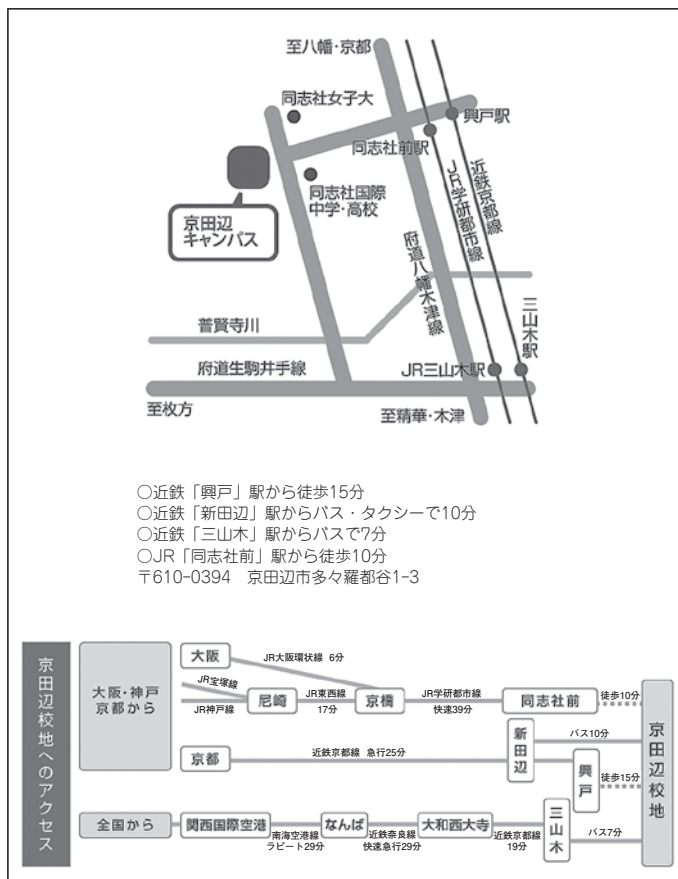 至八幡・京都
同志社女子大
興戸駅
同志社前駅
同志社国際
中学・高校
京田辺
キャンパス
近鉄京都線
JR学研都市線
府道八幡木津線
三山木駅
普賢寺川
府道生駒井手線
JR三山木駅
至枚方
至精華・木津
○近鉄「興戸」駅から徒歩15分
○近鉄「新田辺」駅からバス・タクシーで10分
○近鉄「三山木」駅からバスで7分
○JR「同志社前」駅から徒歩10分
〒610-0394 京田辺市多々羅都谷1-3
京田辺校地へのアクセス
大阪・神戸
京都から
大阪
JR大阪環状線 6分
JR宝塚線
JR神戸線
尼崎
JR東西線
17分
京橋
JR学研都市線
快速39分
同志社前
徒歩10分
京都
近鉄京都線 急行25分
新田辺
バス10分
興戸
徒歩15分
全国から
関西国際空港
南海空港線
ラピート29分
なんば
近鉄奈良線
快速急行29分
大和西大寺
近鉄京都線
19分
三山木
バス7分
京田辺校地